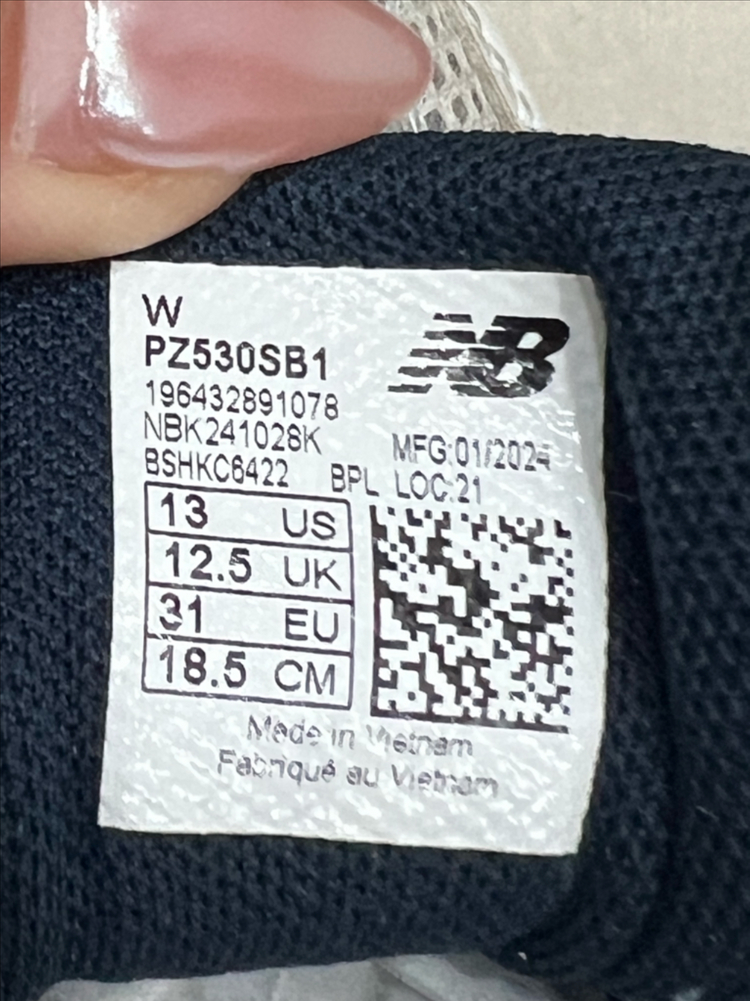 W
PZ530SB1
NB
196432891078
NBK241028K
MFG:01/2024
BSHKC6422 BPL LOC:21
13 US
12.5 UK
31 EU
18.5 CM
Made in Vietnam
Fabriqué au Vietnam